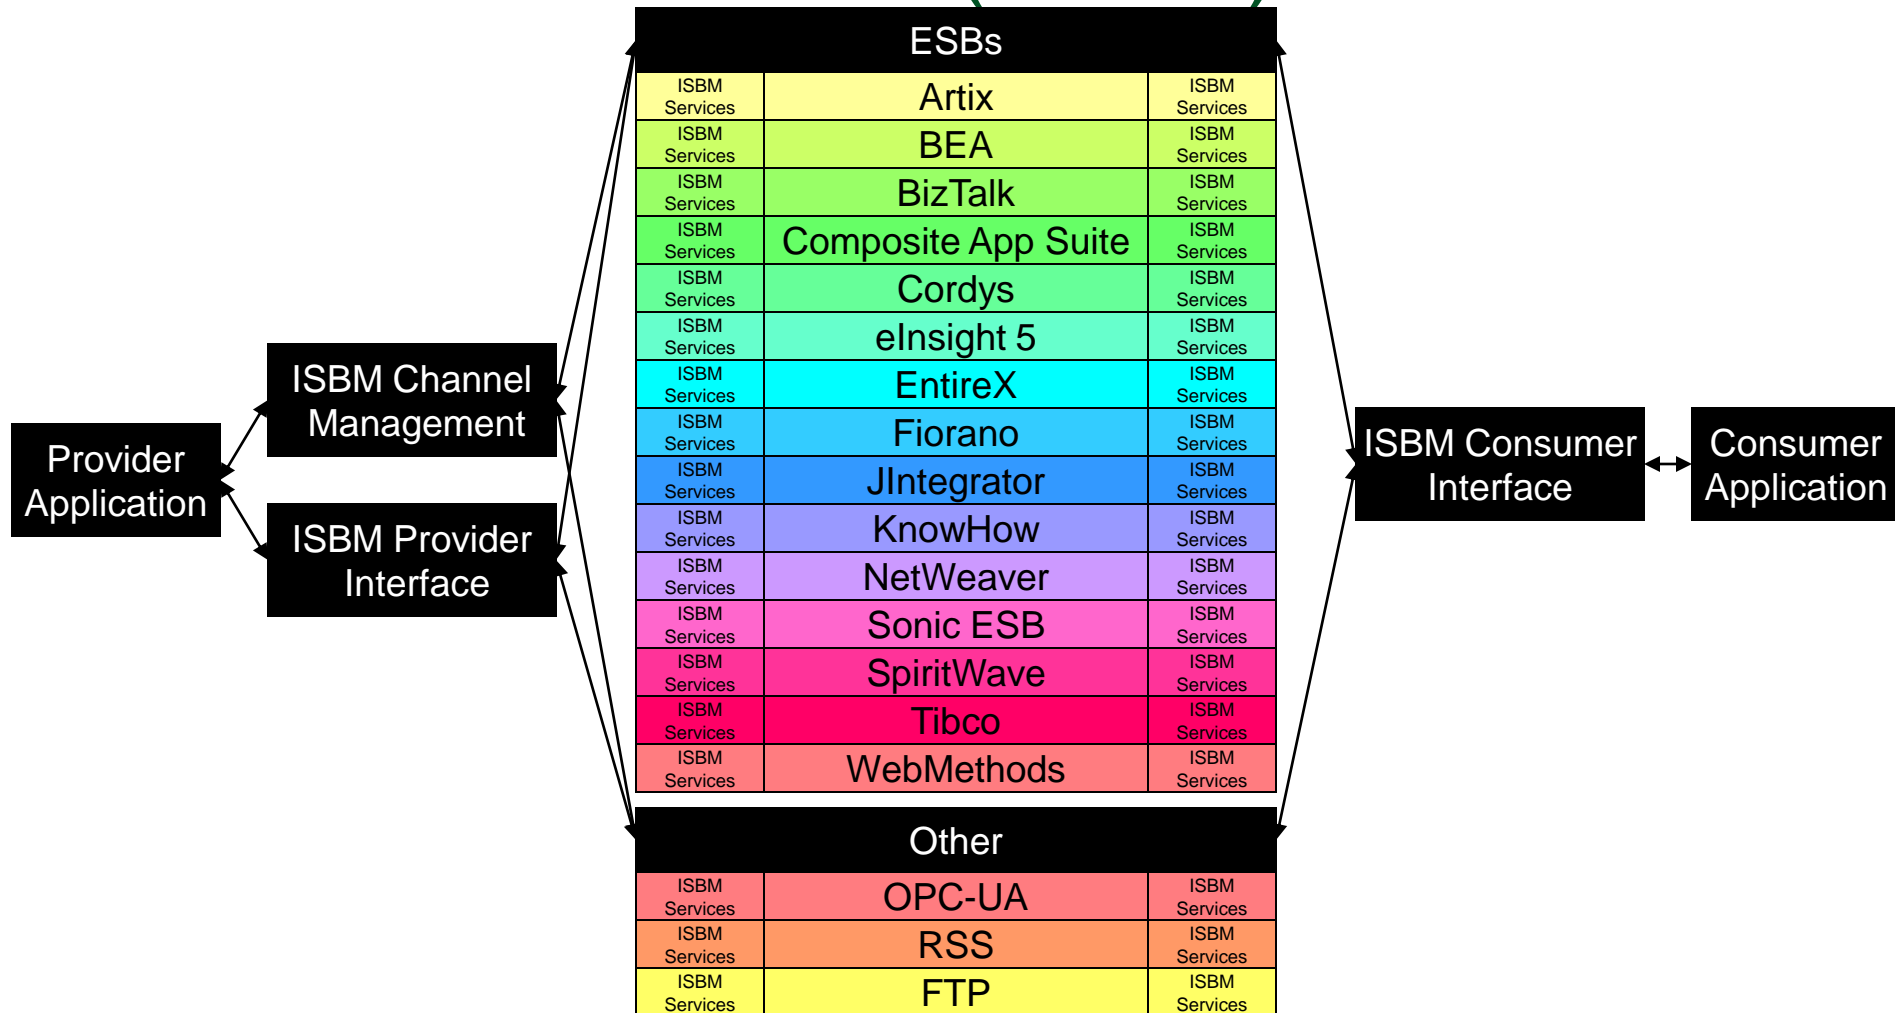 Provider
Application
ISBM Channel
Management
ISBM Provider
Interface
ESBs
ISBM
Services
Artix
ISBM
Services
ISBM
Services
BEA
ISBM
Services
ISBM
Services
BizTalk
ISBM
Services
ISBM
Services
Composite App Suite
ISBM
Services
ISBM
Services
Cordys
ISBM
Services
ISBM
Services
eInsight 5
ISBM
Services
ISBM
Services
EntireX
ISBM
Services
ISBM
Services
Fiorano
ISBM
Services
ISBM
Services
JIntegrator
ISBM
Services
ISBM
Services
KnowHow
ISBM
Services
ISBM
Services
NetWeaver
ISBM
Services
ISBM
Services
Sonic ESB
ISBM
Services
ISBM
Services
SpiritWave
ISBM
Services
ISBM
Services
Tibco
ISBM
Services
ISBM
Services
WebMethods
ISBM
Services
Other
ISBM
Services
OPC-UA
ISBM
Services
ISBM
Services
RSS
ISBM
Services
ISBM
Services
FTP
ISBM
Services
ISBM Consumer
Interface
Consumer
Application